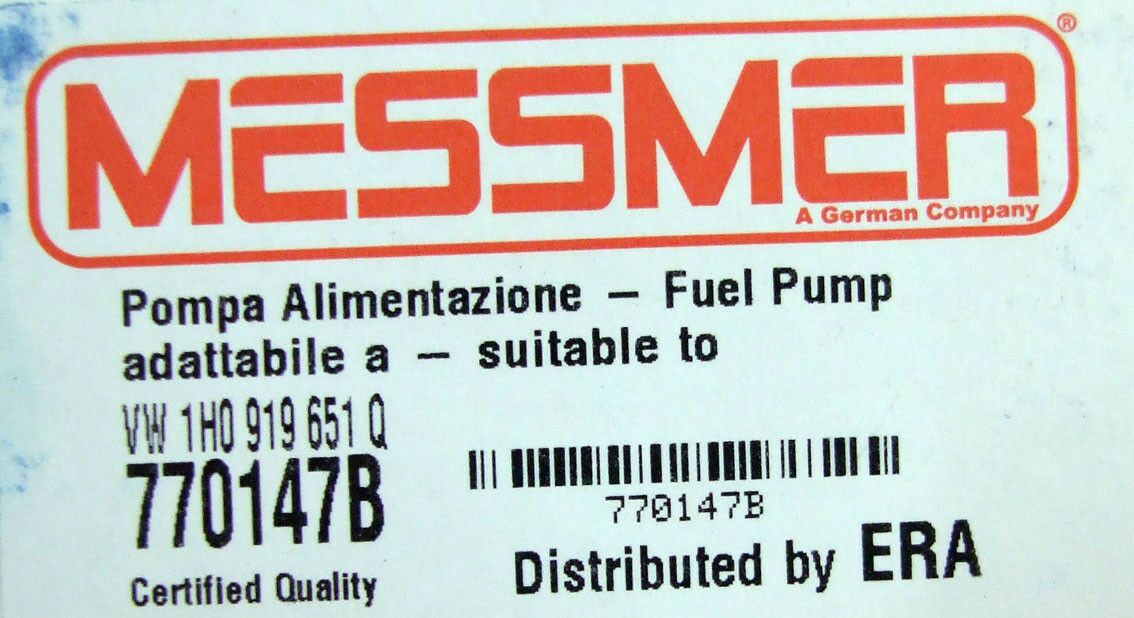 MESSMER®
A German Company
Pompa Alimentazione – Fuel Pump
adattabile a – suitable to
VW 1H0 919 651 Q
770147B
770147B
Certified Quality
Distributed by ERA